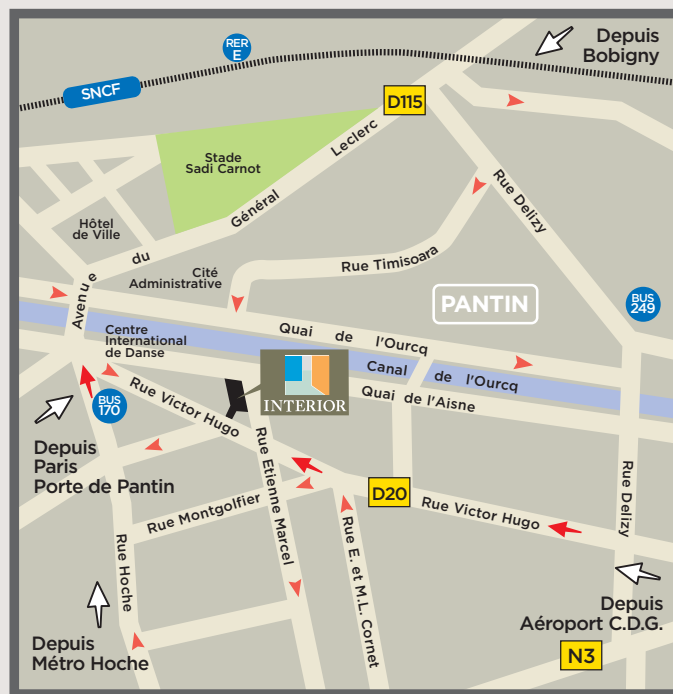 Depuis
Bobigny
RER
E
SNCF
D115
Stade
Sadi Carnot
Avenue du Général Leclerc
Rue Delizy
Hôtel
de Ville
Rue Timisoara
Cité
Administrative
PANTIN
BUS
249
Quai de l'Ourcq
Centre
International
de Danse
Canal de l'Ourcq
INTERIOR
Quai de l'Aisne
BUS
170
Rue Victor Hugo
Depuis
Paris
Porte de Pantin
Rue Etienne Marcel
D20
Rue Victor Hugo
Rue Delizy
Rue Montgolfier
Rue Hoche
Rue E. et M.L. Cornet
Depuis
Aéroport C.D.G.
Depuis
Métro Hoche
N3